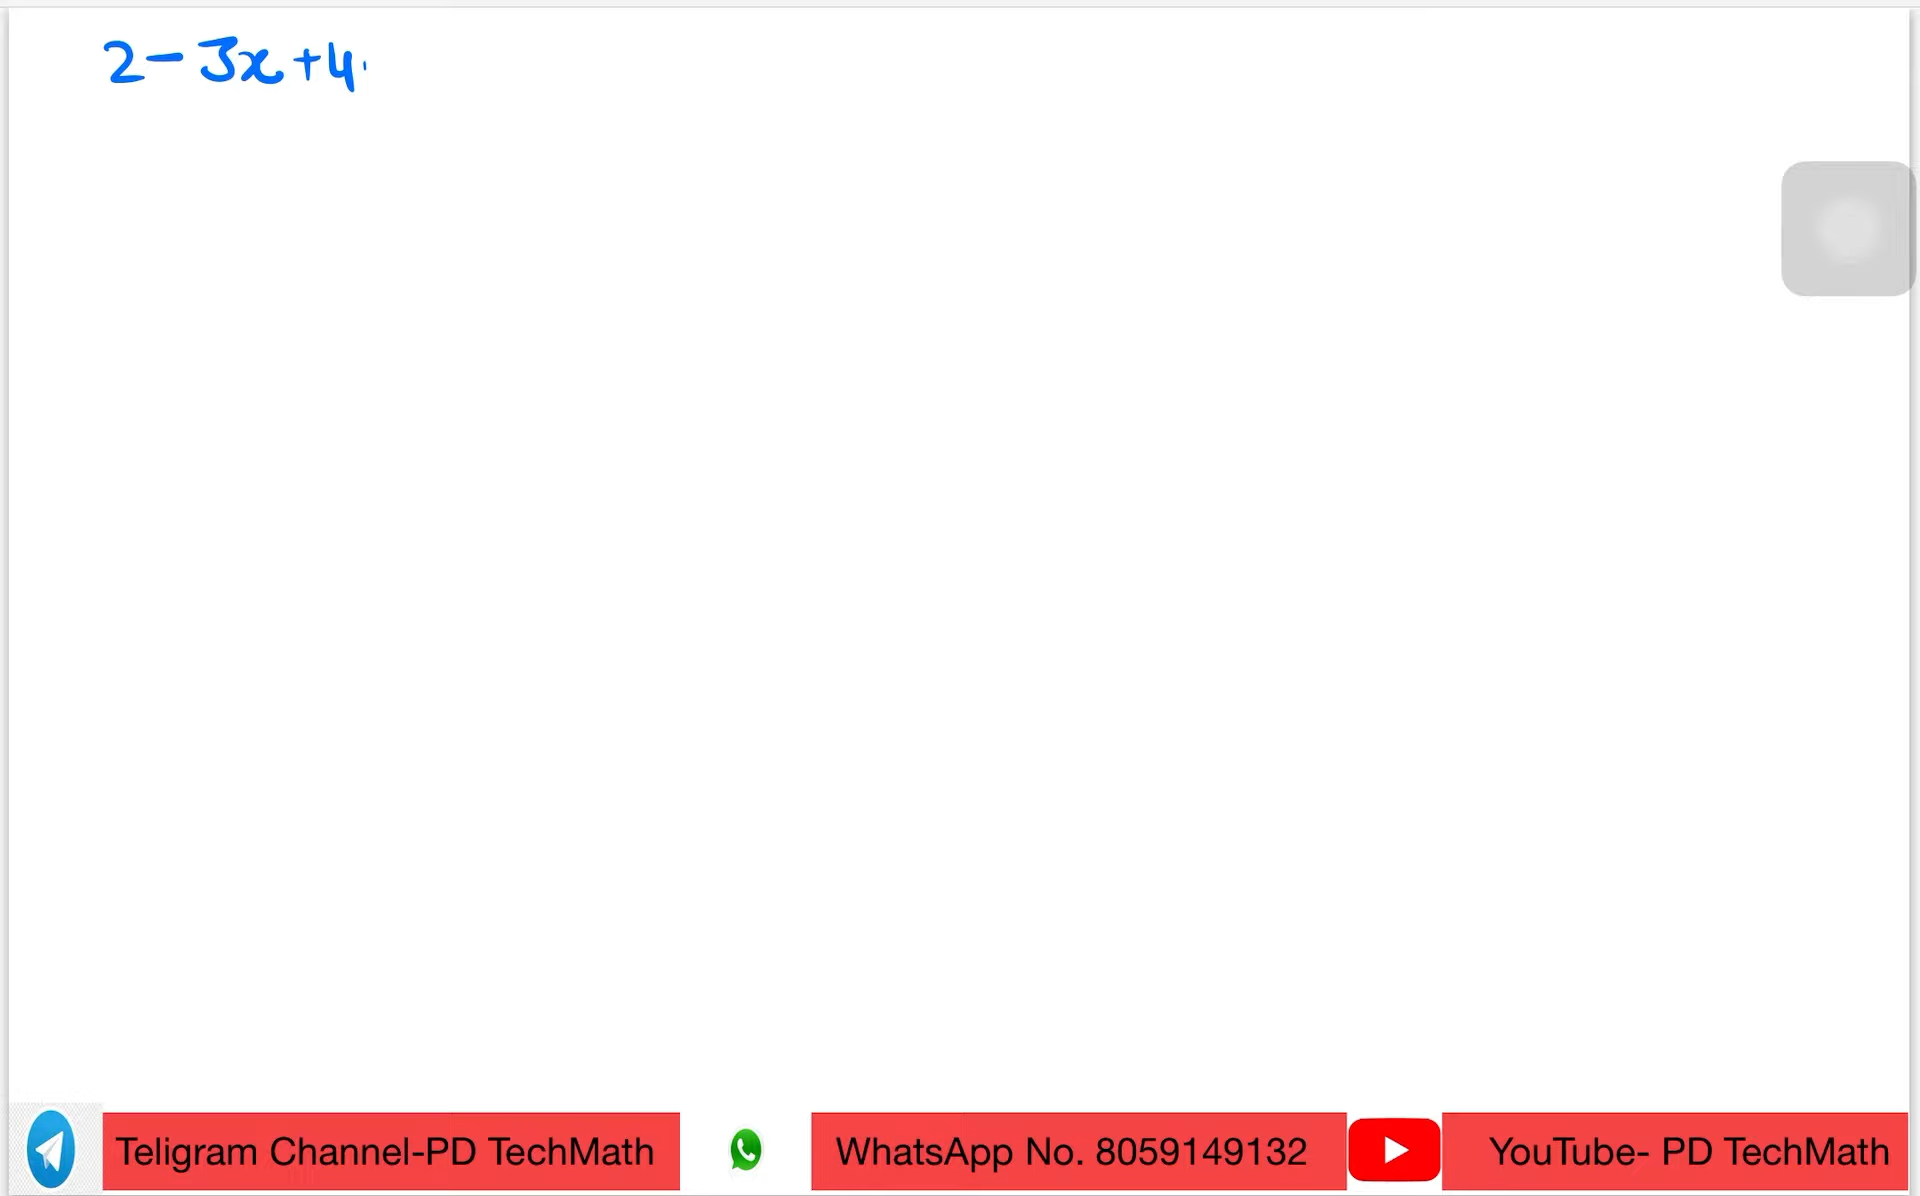 2-3x+4
Teligram Channel-PD TechMath
WhatsApp No. 8059149132
YouTube- PD TechMath